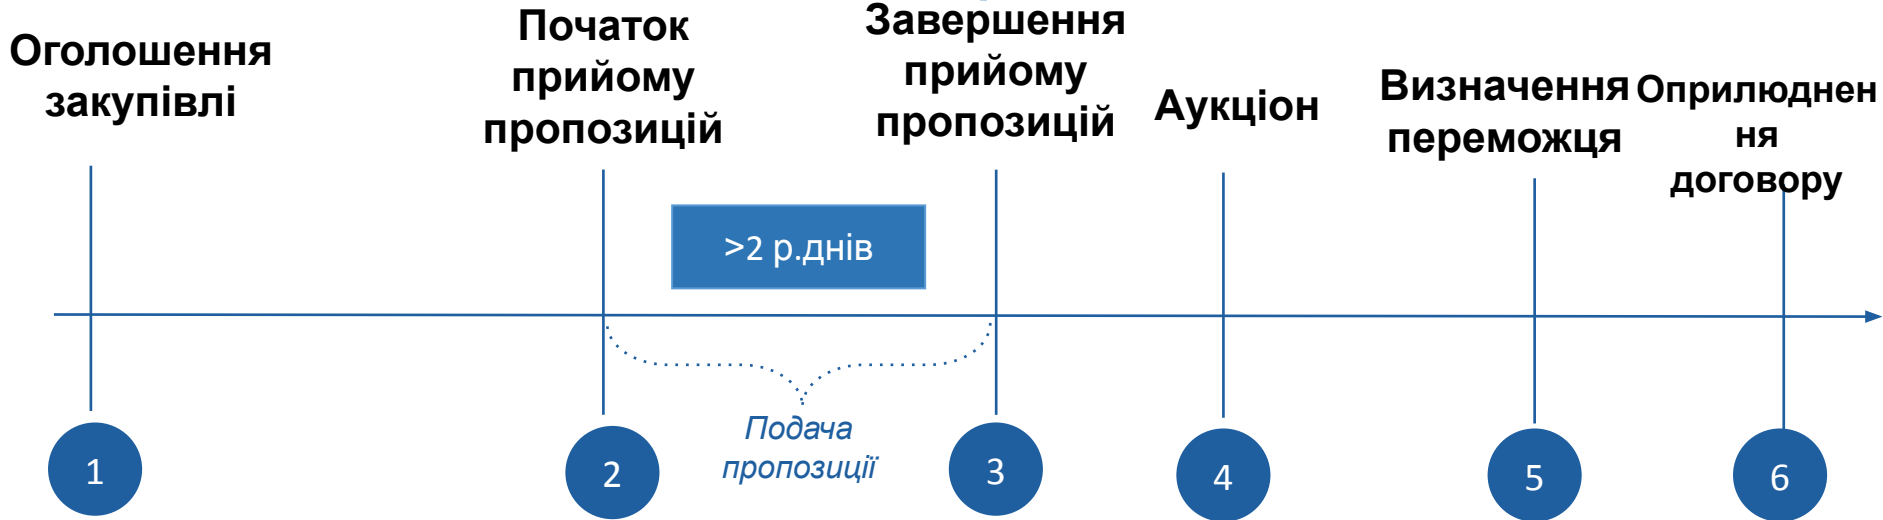 Оголошення
закупівлі
Початок
прийому
пропозицій
Завершення
прийому
пропозицій
Аукціон
Визначення
переможця
Оприлюднен
ня
договору
>2 р.днів
Подача
пропозиції
1
2
3
4
5
6